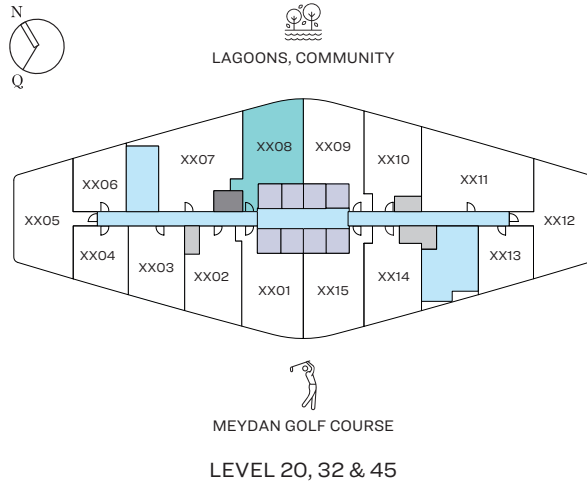 N
Q
LAGOONS, COMMUNITY
XX08
XX09
XX07
XX10
XX06
XX11
XX05
XX12
XX04
XX03
XX02
XX01
XX15
XX14
XX13
MEYDAN GOLF COURSE
LEVEL 20, 32 & 45